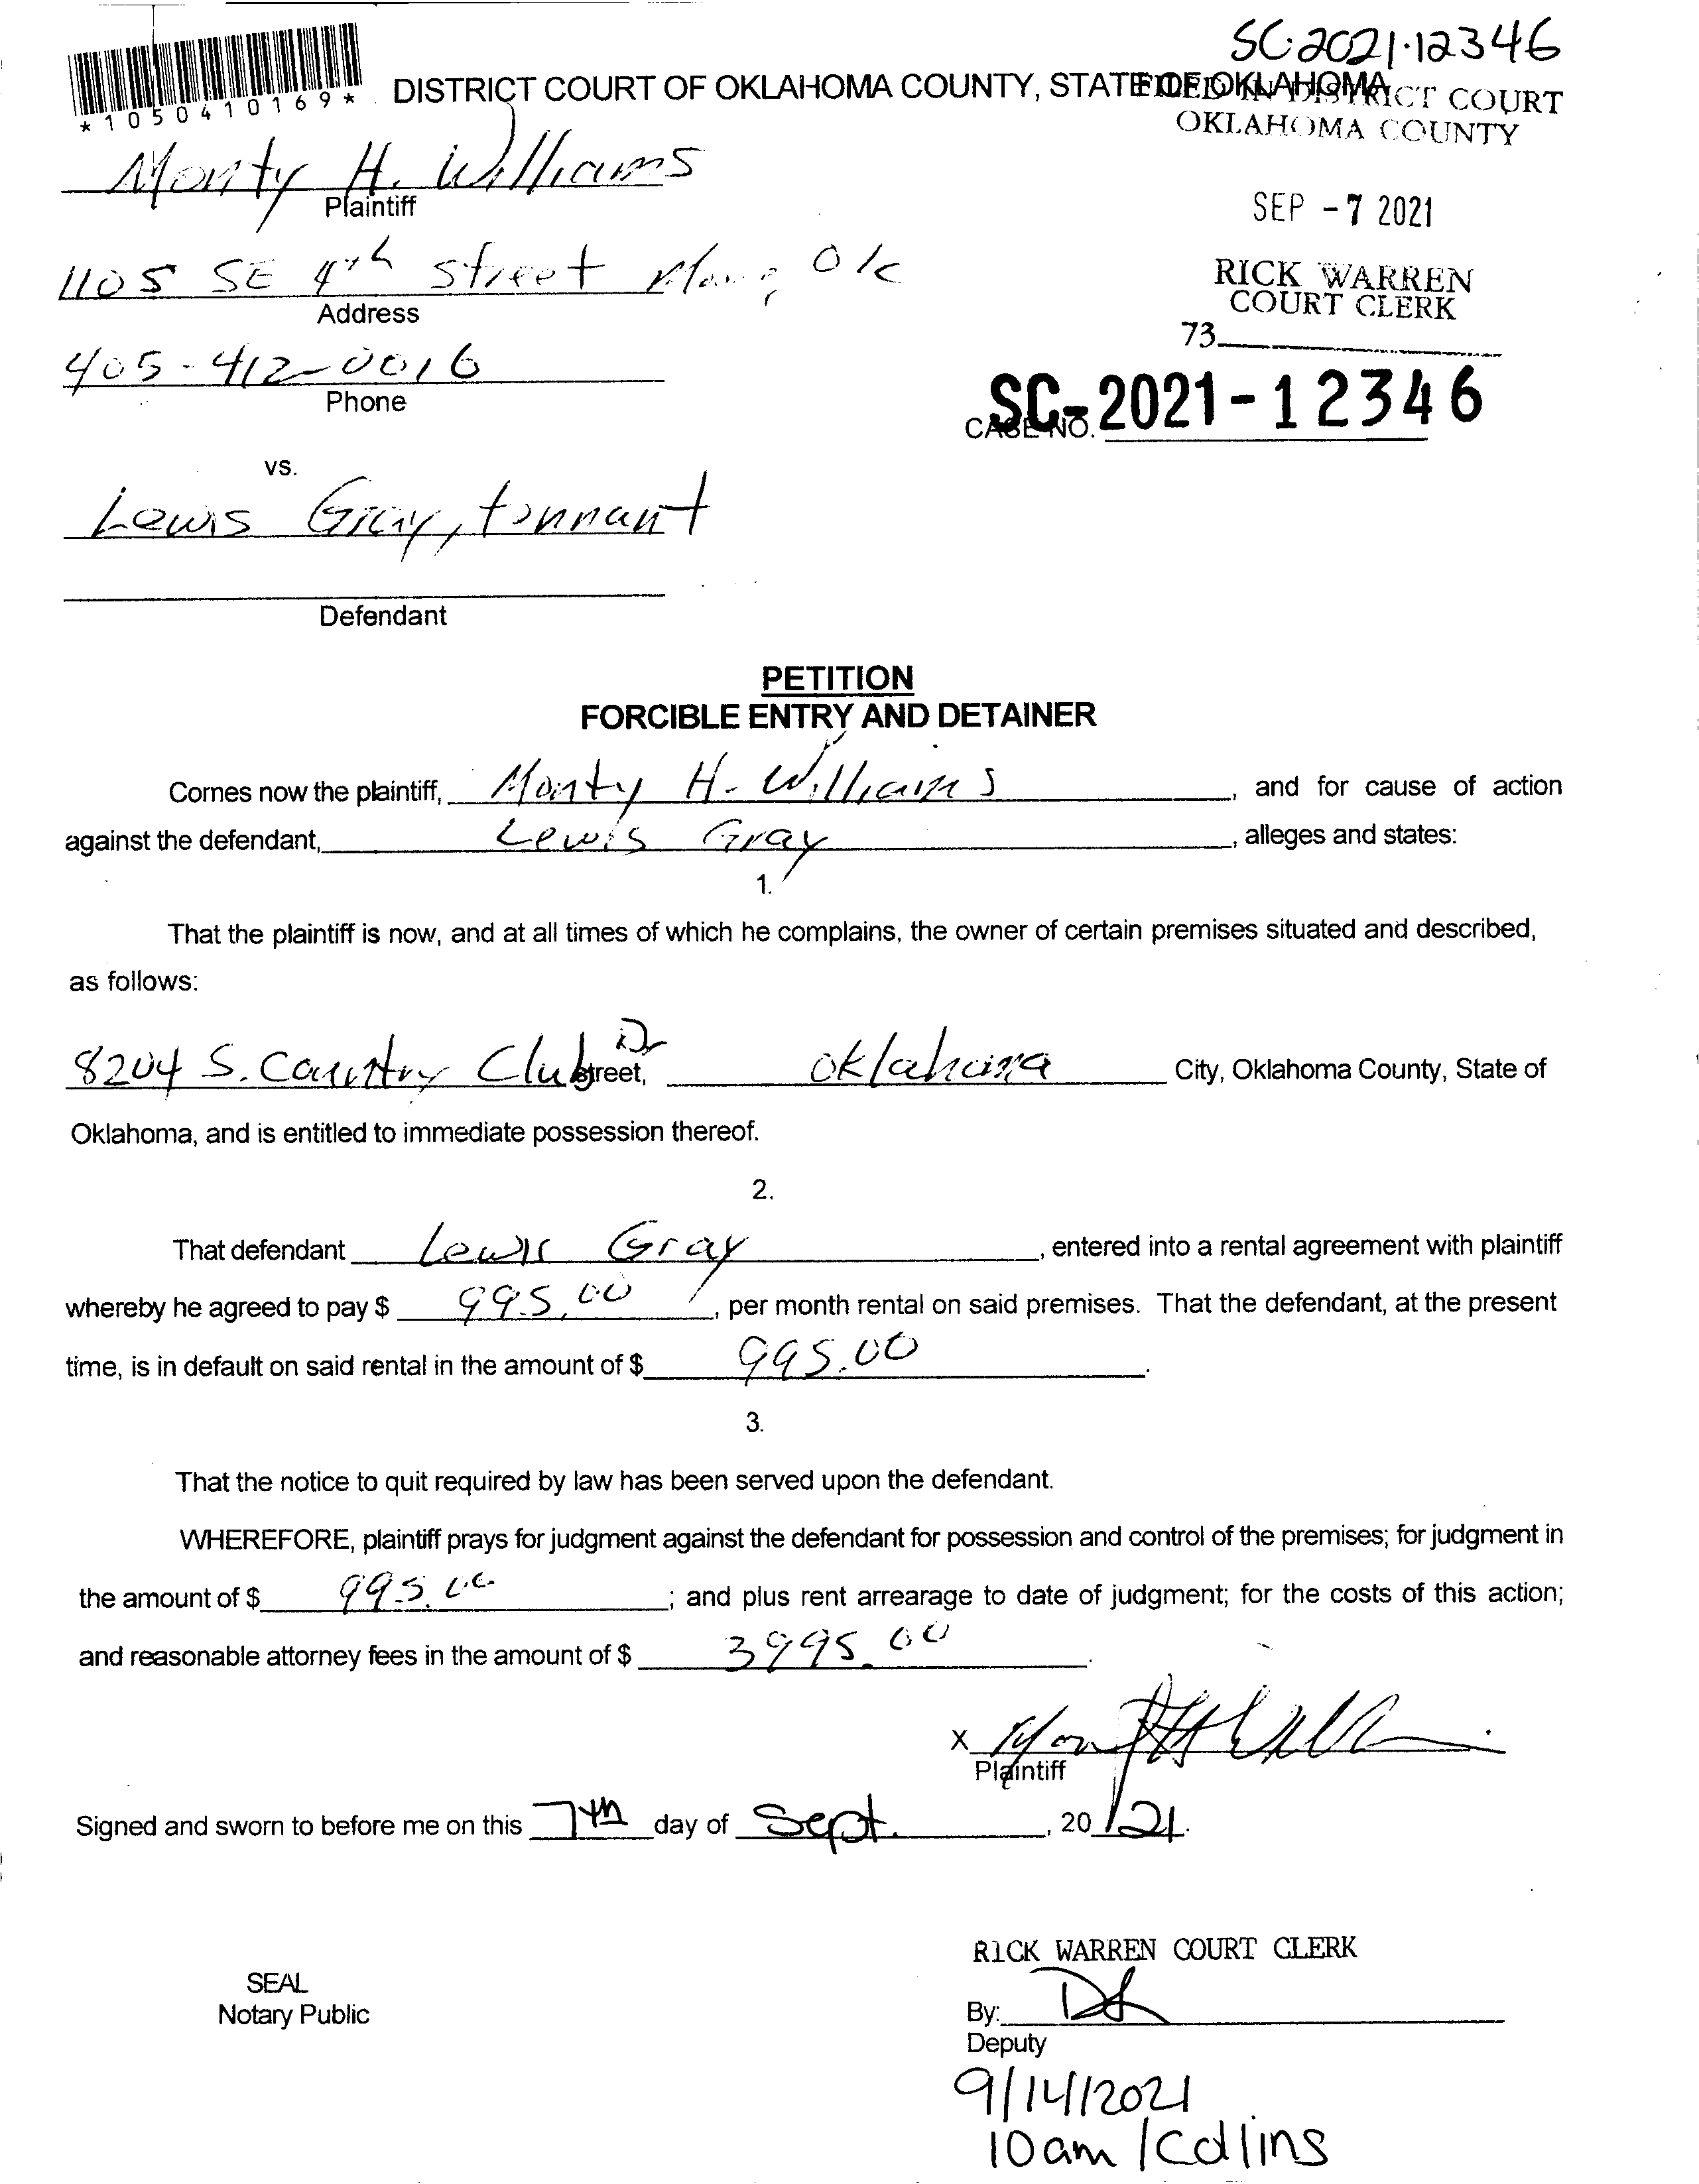 SC-2021-12346
*1050410169*
DISTRICT COURT OF OKLAHOMA COUNTY, STATE OF OKLAHOMA
FILED IN DISTRICT COURT
OKLAHOMA COUNTY
Monty H. Williams
Plaintiff
SEP -7 2021
1105 SE 4th Street Ok
Address
RICK WARREN
COURT CLERK
73
405-412-0016
Phone
CASE NO. SC-2021-12346
vs.
Lewis Gray, tennant
Defendant
PETITION
FORCIBLE ENTRY AND DETAINER
Comes now the plaintiff, Monty H. Williams, and for cause of action
against the defendant, Lewis Gray, alleges and states:
1.
That the plaintiff is now, and at all times of which he complains, the owner of certain premises situated and described,
as follows:
8204 S. Country Club Dr Street, Oklahoma City, Oklahoma County, State of
Oklahoma, and is entitled to immediate possession thereof.
2.
That defendant Lewis Gray, entered into a rental agreement with plaintiff
whereby he agreed to pay $ 995.00, per month rental on said premises. That the defendant, at the present
time, is in default on said rental in the amount of $ 995.00.
3.
That the notice to quit required by law has been served upon the defendant.
WHEREFORE, plaintiff prays for judgment against the defendant for possession and control of the premises; for judgment in
the amount of $ 995.00; and plus rent arrearage to date of judgment; for the costs of this action;
and reasonable attorney fees in the amount of $ 3995.00.
X
Plaintiff
Signed and sworn to before me on this 7th day of Sept., 20 21.
RICK WARREN COURT CLERK
SEAL
Notary Public
By:
Deputy
9/14/2021
10am /Collins